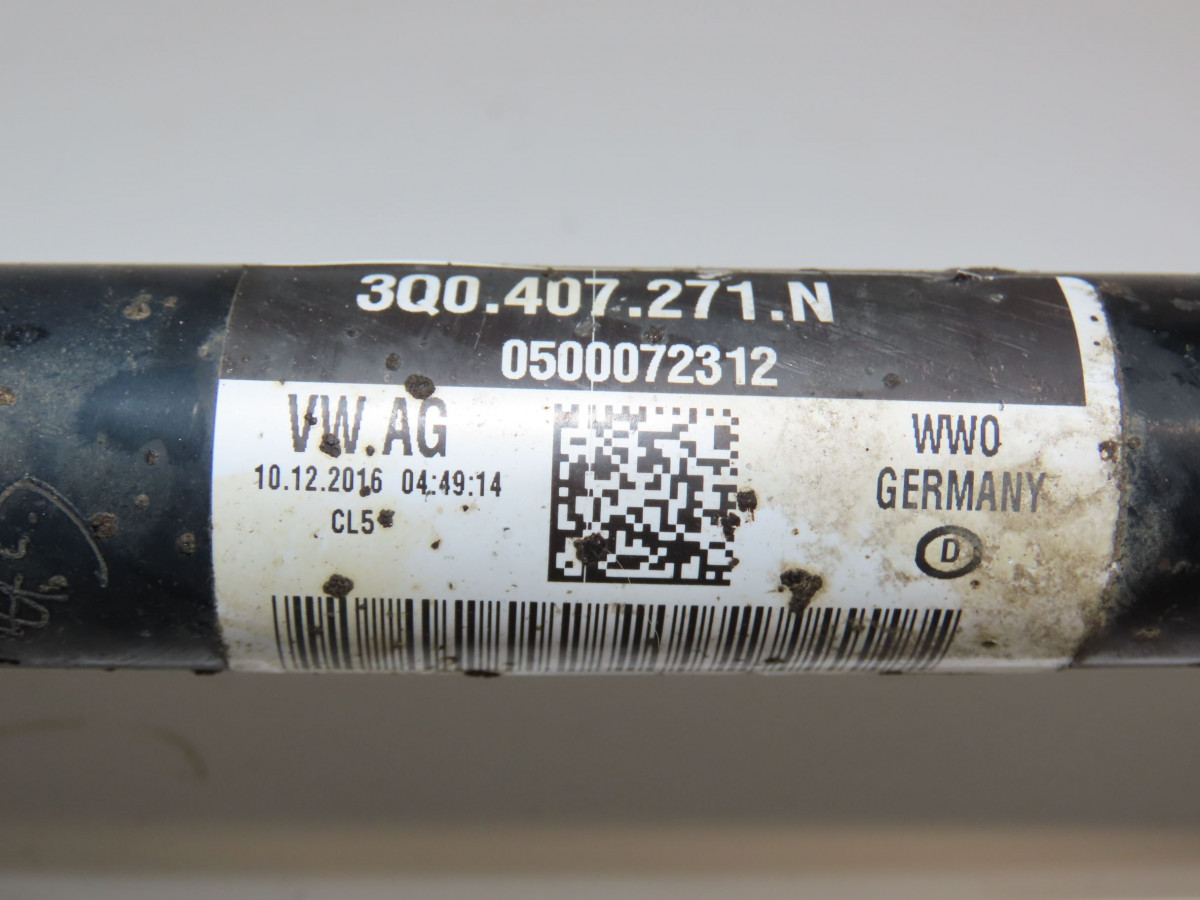 3Q0.407.271.N
0500072312
VW AG
10.12.2016 04:49:14
CL5
WWO
GERMANY
D